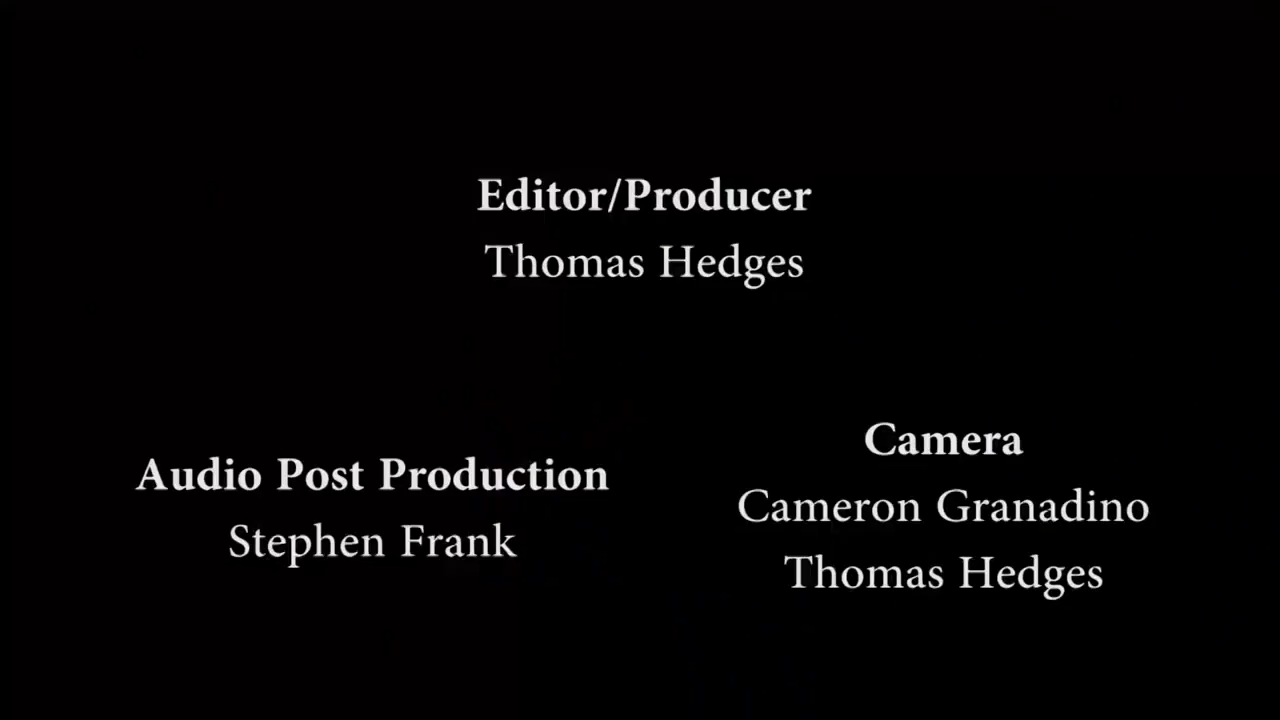 Editor/Producer
Thomas Hedges
Audio Post Production
Stephen Frank
Camera
Cameron Granadino
Thomas Hedges